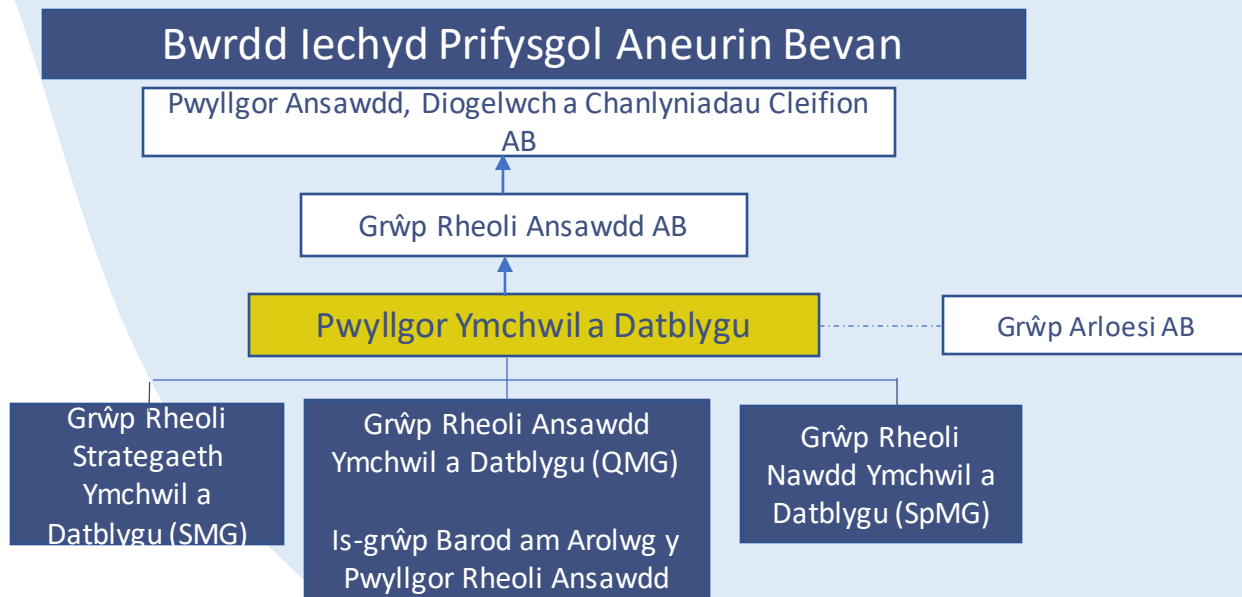 Bwrdd Iechyd Prifysgol Aneurin Bevan
Pwyllgor Ansawdd, Diogelwch a Chanlyniadau Cleifion
AB
Grŵp Rheoli Ansawdd AB
Pwyllgor Ymchwil a Datblygu
Grŵp Arloesi AB
Grŵp Rheoli
Strategaeth
Ymchwil a
Datblygu (SMG)
Grŵp Rheoli Ansawdd
Ymchwil a Datblygu (QMG)
Is-grŵp Barod am Arolwg y
Pwyllgor Rheoli Ansawdd
Grŵp Rheoli
Nawdd Ymchwil a
Datblygu (SpMG)